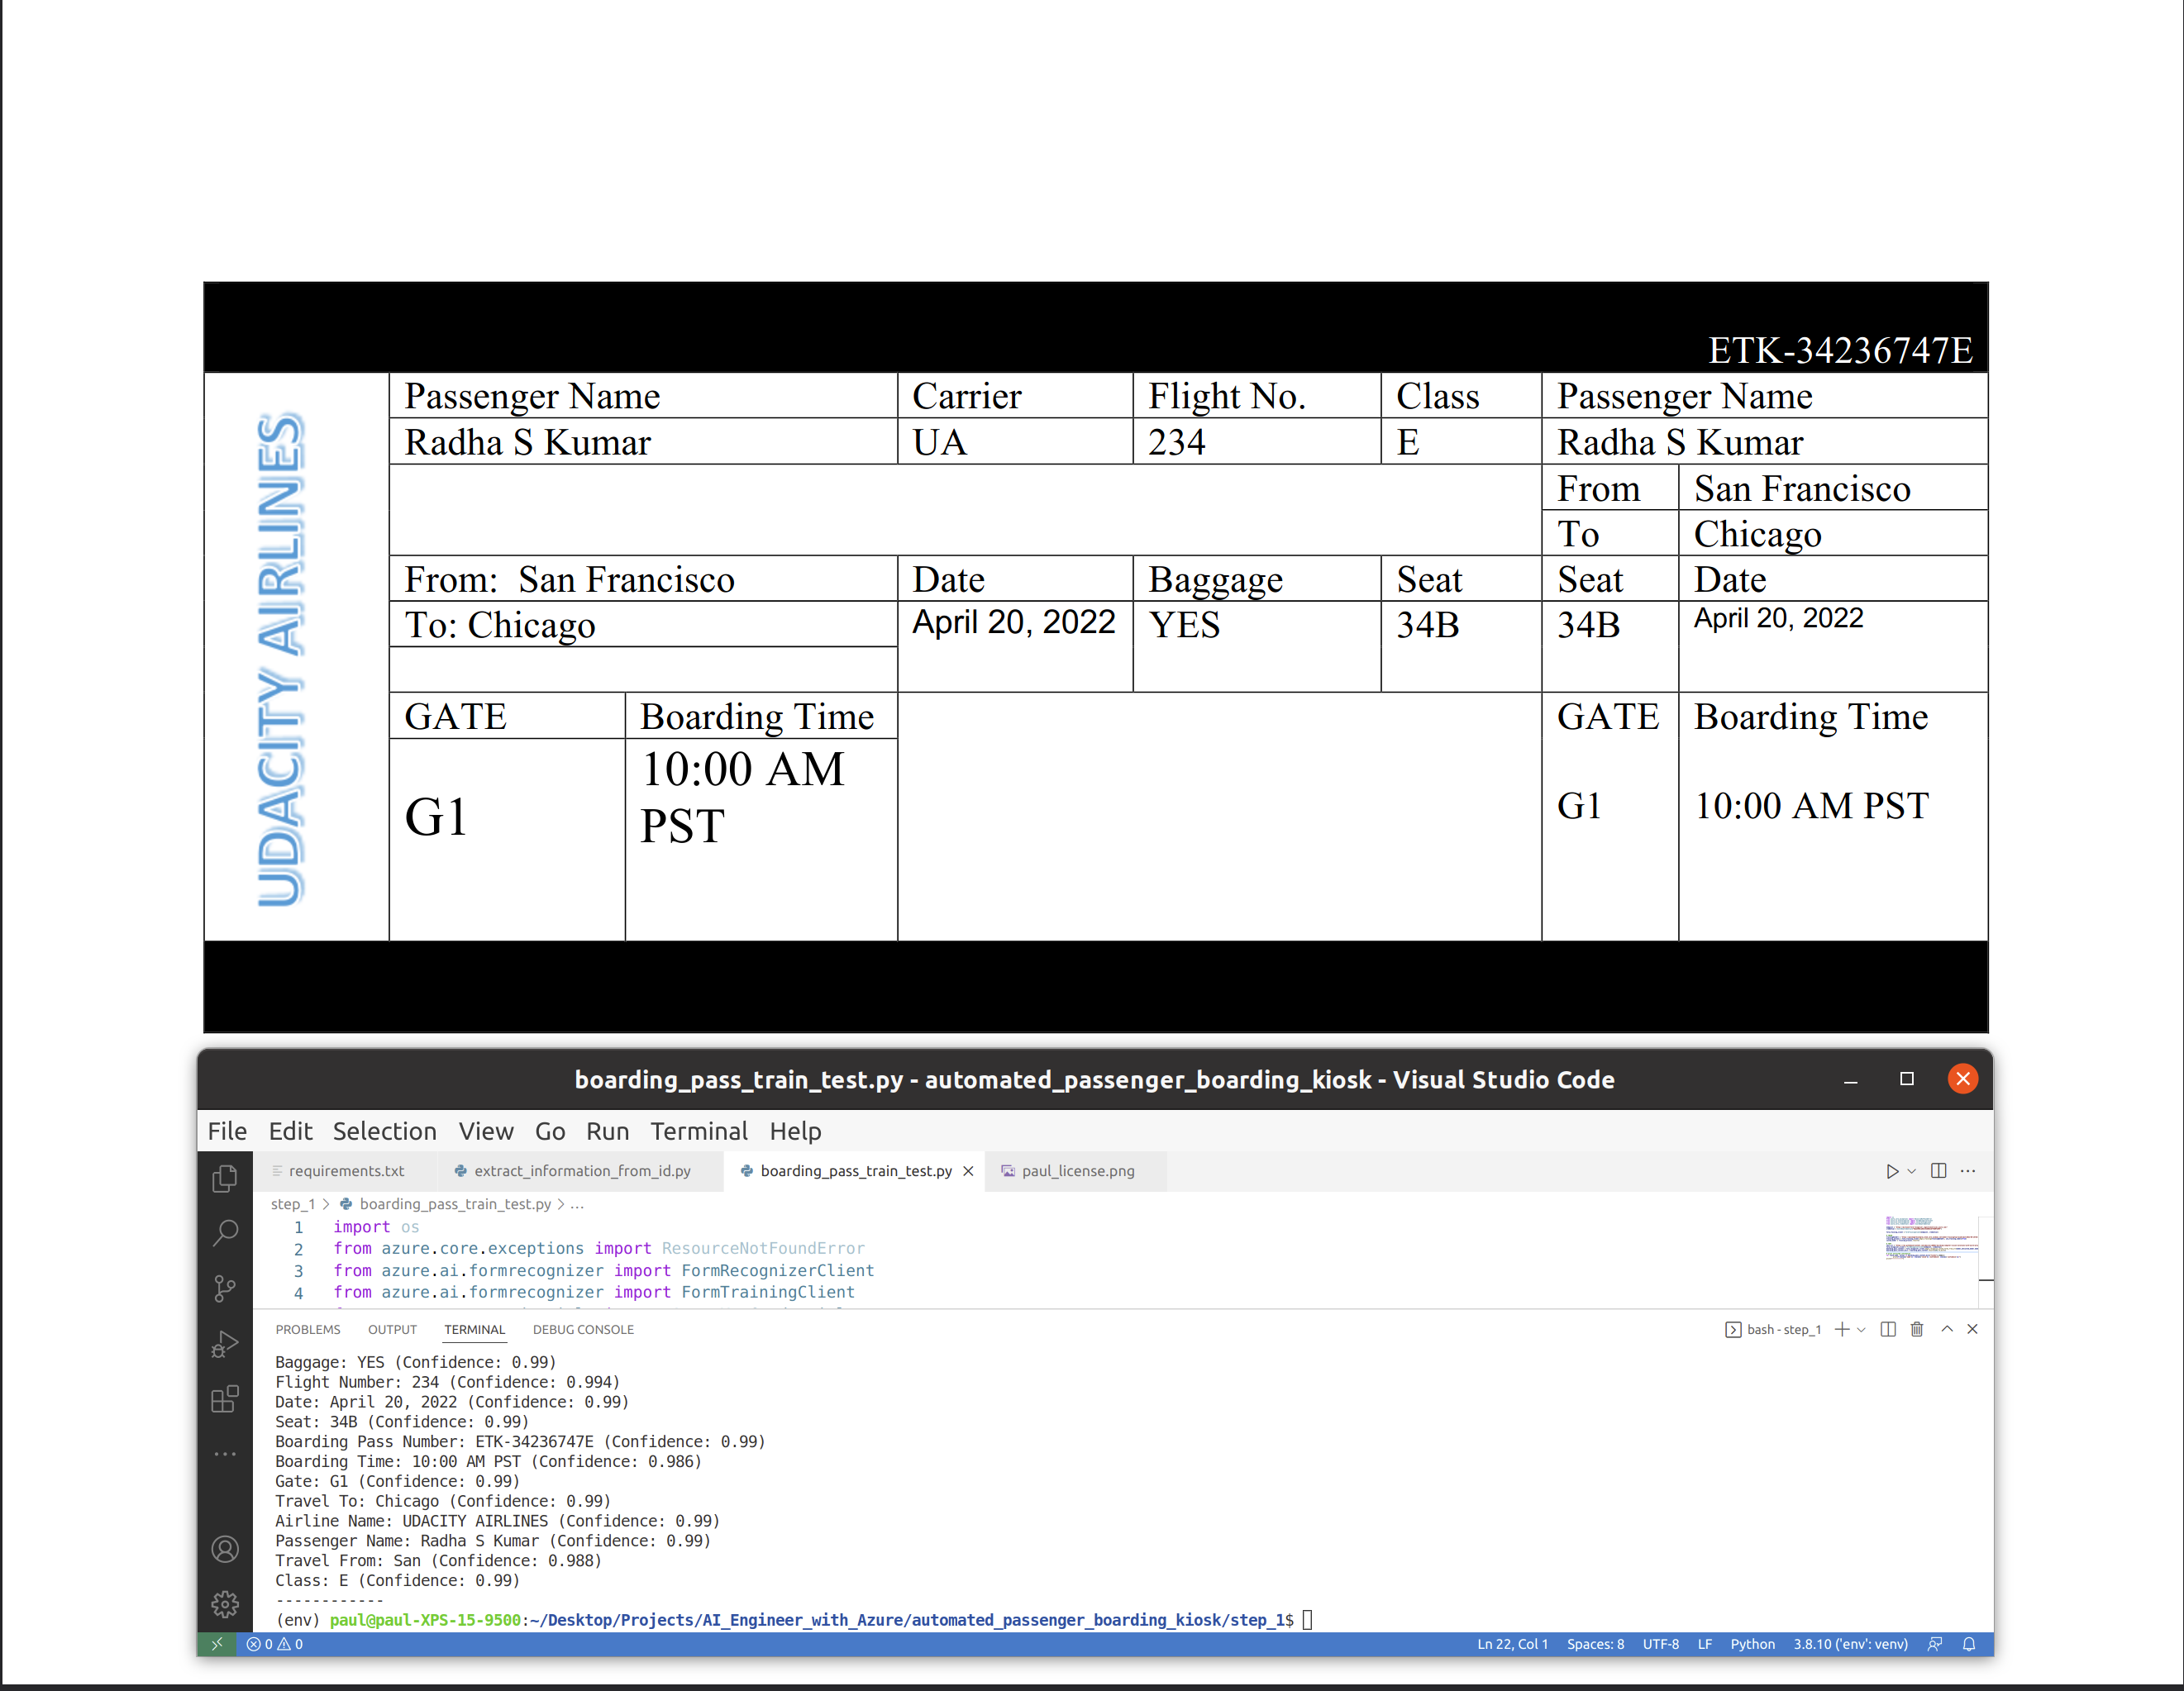 ETK-34236747E
UDACITY AIRLINES
Passenger Name Carrier Flight No. Class Passenger Name
Radha S Kumar UA 234 E Radha S Kumar
From San Francisco
To Chicago
From: San Francisco Date Baggage Seat Seat Date
To: Chicago April 20, 2022 YES 34B 34B April 20, 2022
GATE Boarding Time GATE Boarding Time
G1 10:00 AM PST G1 10:00 AM PST
boarding_pass_train_test.py - automated_passenger_boarding_kiosk - Visual Studio Code
File Edit Selection View Go Run Terminal Help
requirements.txt extract_information_from_id.py boarding_pass_train_test.py paul_license.png
step_1 > boarding_pass_train_test.py > ...
1 import os
2 from azure.core.exceptions import ResourceNotFoundError
3 from azure.ai.formrecognizer import FormRecognizerClient
4 from azure.ai.formrecognizer import FormTrainingClient
PROBLEMS OUTPUT TERMINAL DEBUG CONSOLE bash - step_1
Baggage: YES (Confidence: 0.99)
Flight Number: 234 (Confidence: 0.994)
Date: April 20, 2022 (Confidence: 0.99)
Seat: 34B (Confidence: 0.99)
Boarding Pass Number: ETK-34236747E (Confidence: 0.99)
Boarding Time: 10:00 AM PST (Confidence: 0.986)
Gate: G1 (Confidence: 0.99)
Travel To: Chicago (Confidence: 0.99)
Airline Name: UDACITY AIRLINES (Confidence: 0.99)
Passenger Name: Radha S Kumar (Confidence: 0.99)
Travel From: San (Confidence: 0.988)
Class: E (Confidence: 0.99)
------------
(env) paul@paul-XPS-15-9500:~/Desktop/Projects/AI_Engineer_with_Azure/automated_passenger_boarding_kiosk/step_1$
0 0 Ln 22, Col 1 Spaces: 8 UTF-8 LF Python 3.8.10 ('env': venv)